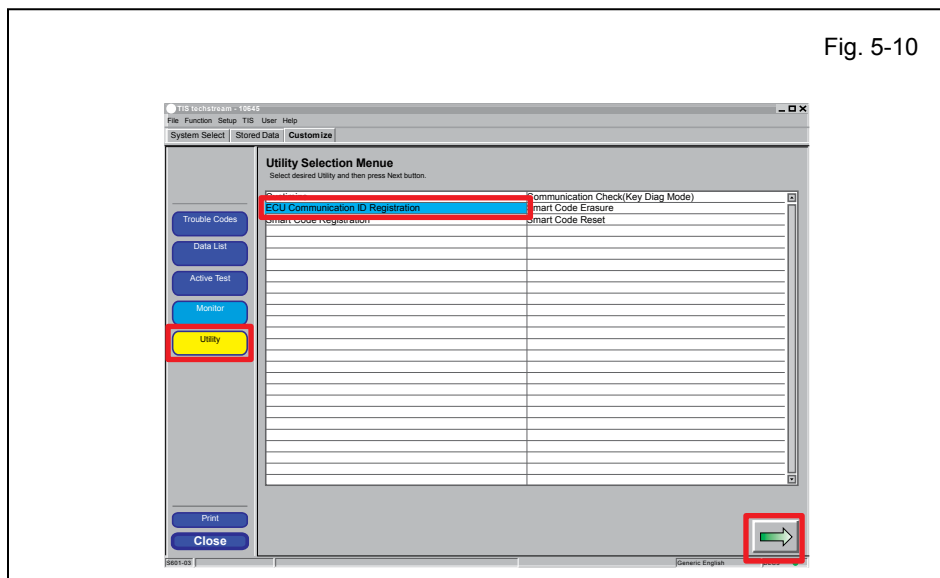 Fig. 5-10
TIS techstream - 10645
File Function Setup TIS User Help
System Select Stored Data Customize
Utility Selection Menue
Select desired Utility and then press Next button.
Communication Check(Key Diag Mode)
ECU Communication ID Registration Smart Code Erasure
Smart Code Registration Smart Code Reset
Trouble Codes
Data List
Active Test
Monitor
Utility
Print
Close
S601-03 Generic English